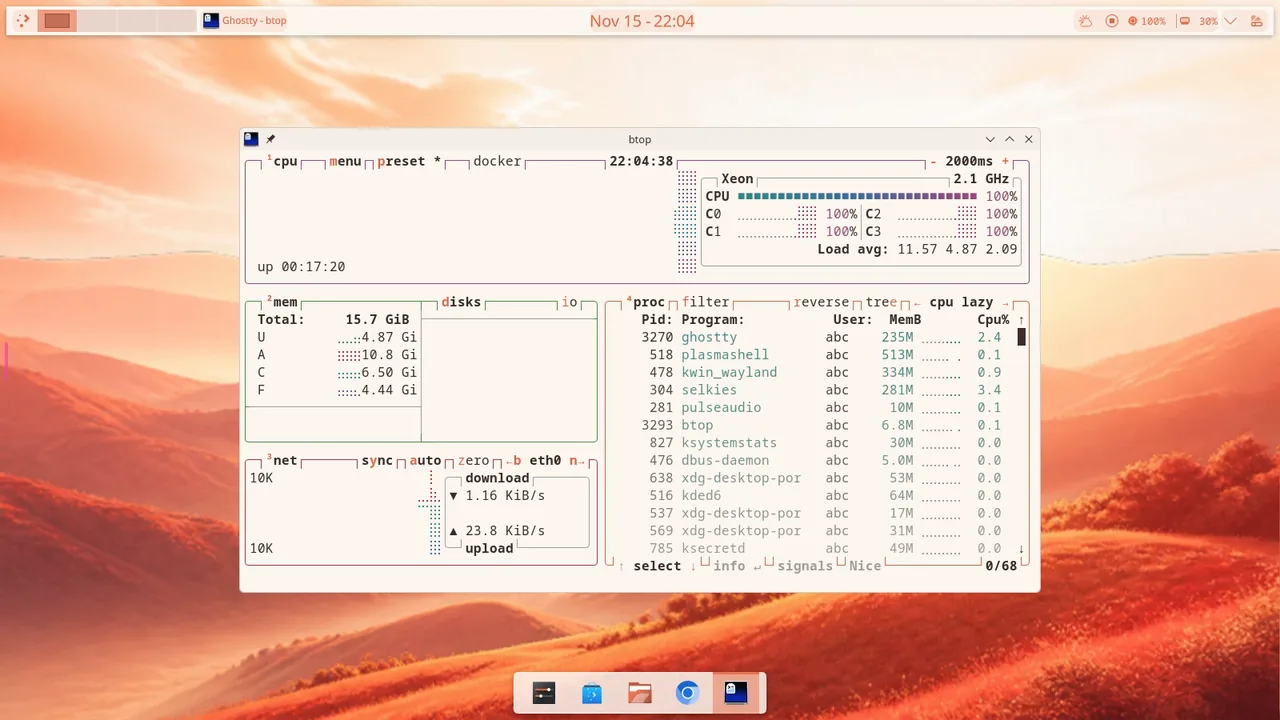 Ghostty - btop
Nov 15 - 22:04
100%
30%
btop
1cpu menu preset * docker 22:04:38 - 2000ms +
Xeon 2.1 GHz
CPU 100%
C0 100% C2 100%
C1 100% C3 100%
Load avg: 11.57 4.87 2.09
up 00:17:20
2mem disks io
Total: 15.7 GiB
U 4.87 Gi
A 10.8 Gi
C 6.50 Gi
F 4.44 Gi
3net sync auto zero ←b eth0 n→
10K
download
▼ 1.16 KiB/s
▲ 23.8 KiB/s
10K
upload
4proc filter reverse tree ← cpu lazy →
Pid: Program: User: MemB Cpu% ↑
3270 ghostty abc 235M 2.4
518 plasmashell abc 513M 0.1
478 kwin_wayland abc 334M 0.9
304 selkies abc 281M 3.4
281 pulseaudio abc 10M 0.1
3293 btop abc 6.8M 0.1
827 ksystemstats abc 30M 0.0
476 dbus-daemon abc 5.0M 0.0
638 xdg-desktop-por abc 53M 0.0
516 kded6 abc 64M 0.0
537 xdg-desktop-por abc 17M 0.0
569 xdg-desktop-por abc 31M 0.0
785 ksecretd abc 49M 0.0 ↓
↑ select ↓ info ↵ signals Nice 0/68